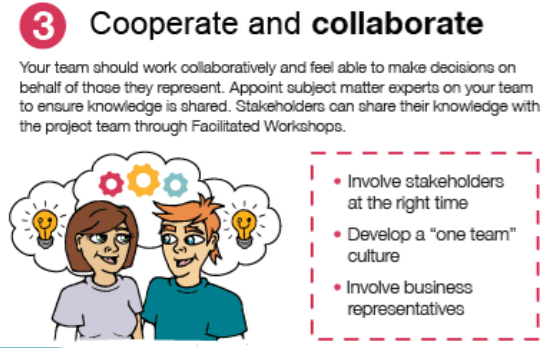 3 Cooperate and collaborate
Your team should work collaboratively and feel able to make decisions on
behalf of those they represent. Appoint subject matter experts on your team
to ensure knowledge is shared. Stakeholders can share their knowledge with
the project team through Facilitated Workshops.
• Involve stakeholders
at the right time
• Develop a “one team”
culture
• Involve business
representatives